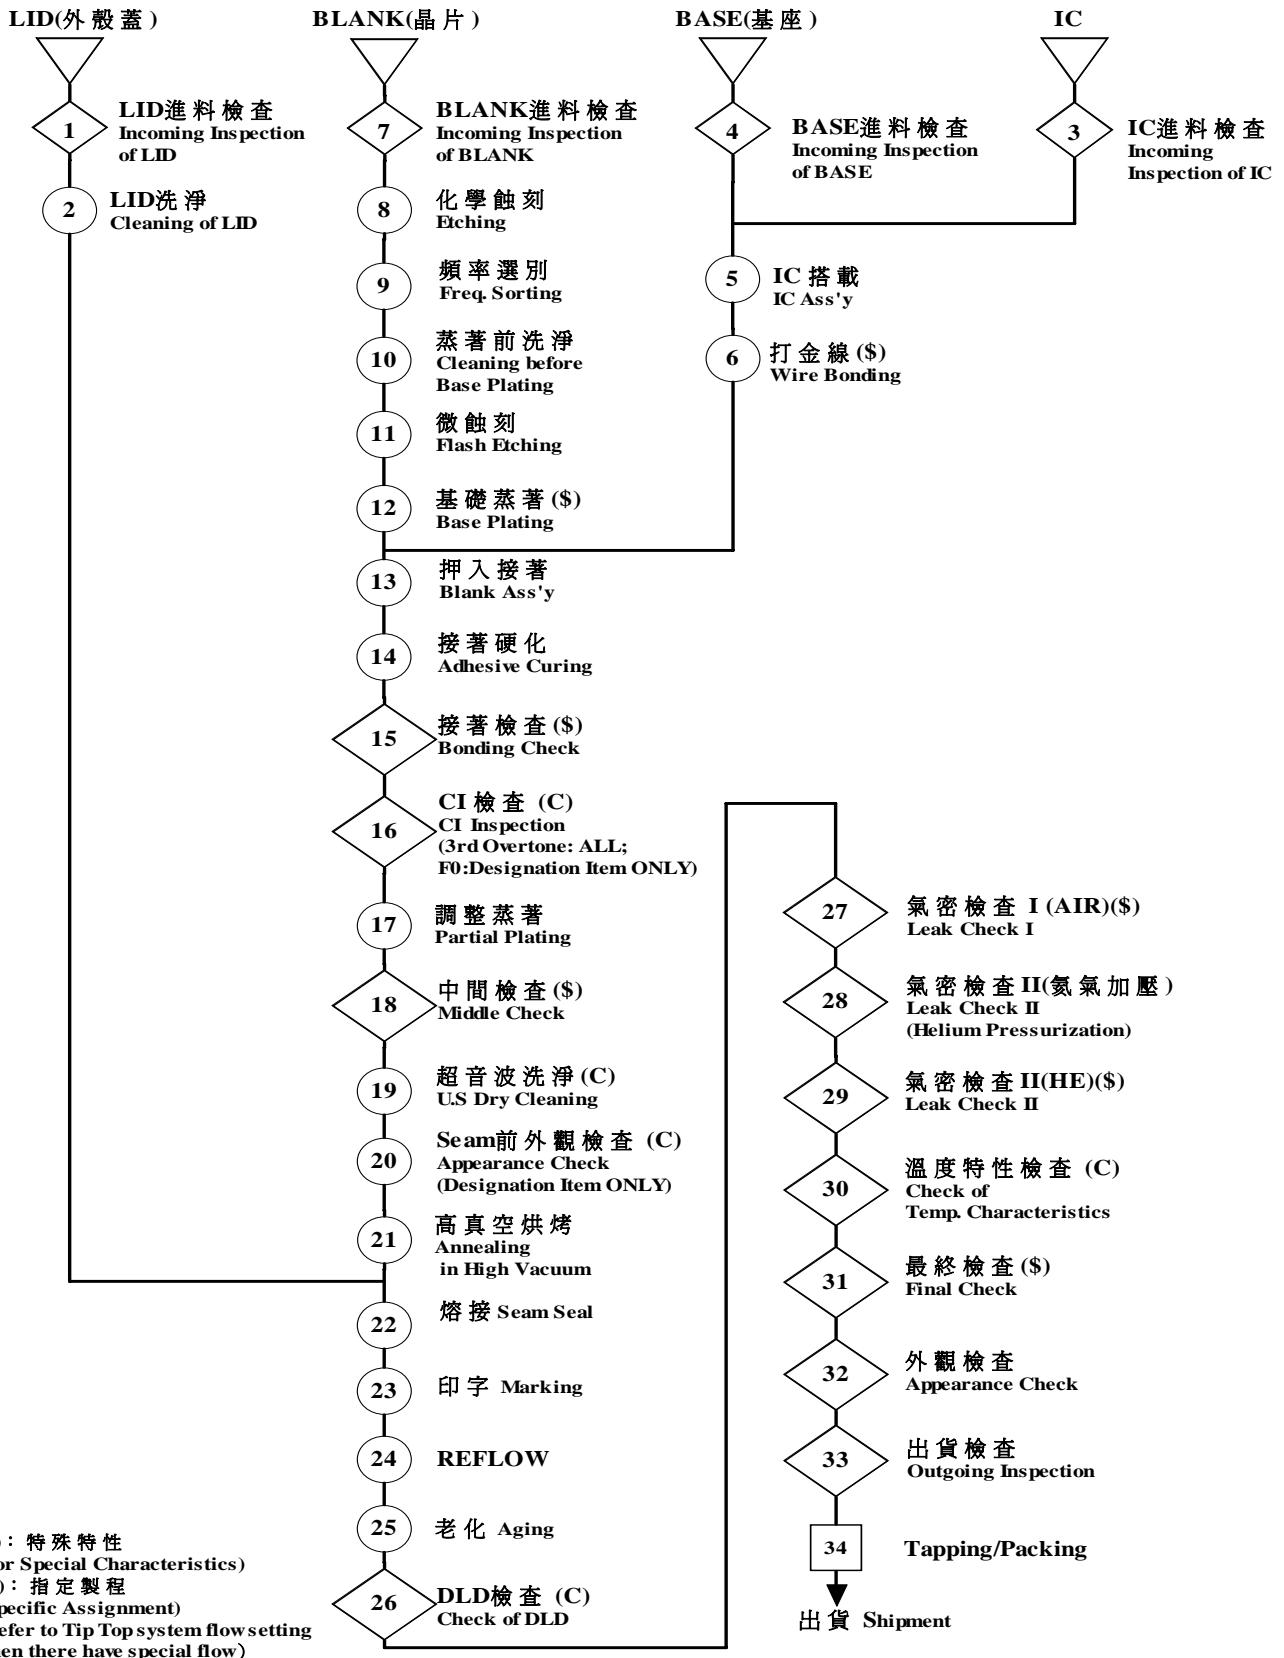 LID(外殼蓋)
BLANK(晶片)
BASE(基座)
IC
1
LID進料檢查
Incoming Inspection
of LID
7
BLANK進料檢查
Incoming Inspection
of BLANK
4
BASE進料檢查
Incoming Inspection
of BASE
3
IC進料檢查
Incoming
Inspection of IC
2
LID洗淨
Cleaning of LID
8
化學蝕刻
Etching
9
頻率選別
Freq. Sorting
5
IC 搭載
IC Ass'y
10
蒸著前洗淨
Cleaning before
Base Plating
6
打金線($)
Wire Bonding
11
微蝕刻
Flash Etching
12
基礎蒸著($)
Base Plating
13
押入接著
Blank Ass'y
14
接著硬化
Adhesive Curing
15
接著檢查($)
Bonding Check
16
CI 檢查 (C)
CI Inspection
(3rd Overtone: ALL;
F0:Designation Item ONLY)
17
調整蒸著
Partial Plating
18
中間檢查($)
Middle Check
19
超音波洗淨(C)
U.S Dry Cleaning
20
Seam前外觀檢查 (C)
Appearance Check
(Designation Item ONLY)
21
高真空烘烤
Annealing
in High Vacuum
22
熔接 Seam Seal
23
印字 Marking
24
REFLOW
25
老化 Aging
26
DLD檢查 (C)
Check of DLD
27
氣密檢查 I (AIR)($)
Leak Check I
28
氣密檢查II(氦氣加壓)
Leak Check II
(Helium Pressurization)
29
氣密檢查II(HE)($)
Leak Check II
30
溫度特性檢查 (C)
Check of
Temp. Characteristics
31
最終檢查($)
Final Check
32
外觀檢查
Appearance Check
33
出貨檢查
Outgoing Inspection
34
Tapping/Packing
出貨 Shipment
: 特殊特性
or Special Characteristics)
): 指定製程
pecific Assignment)
efer to Tip Top system flow setting
en there have special flow)